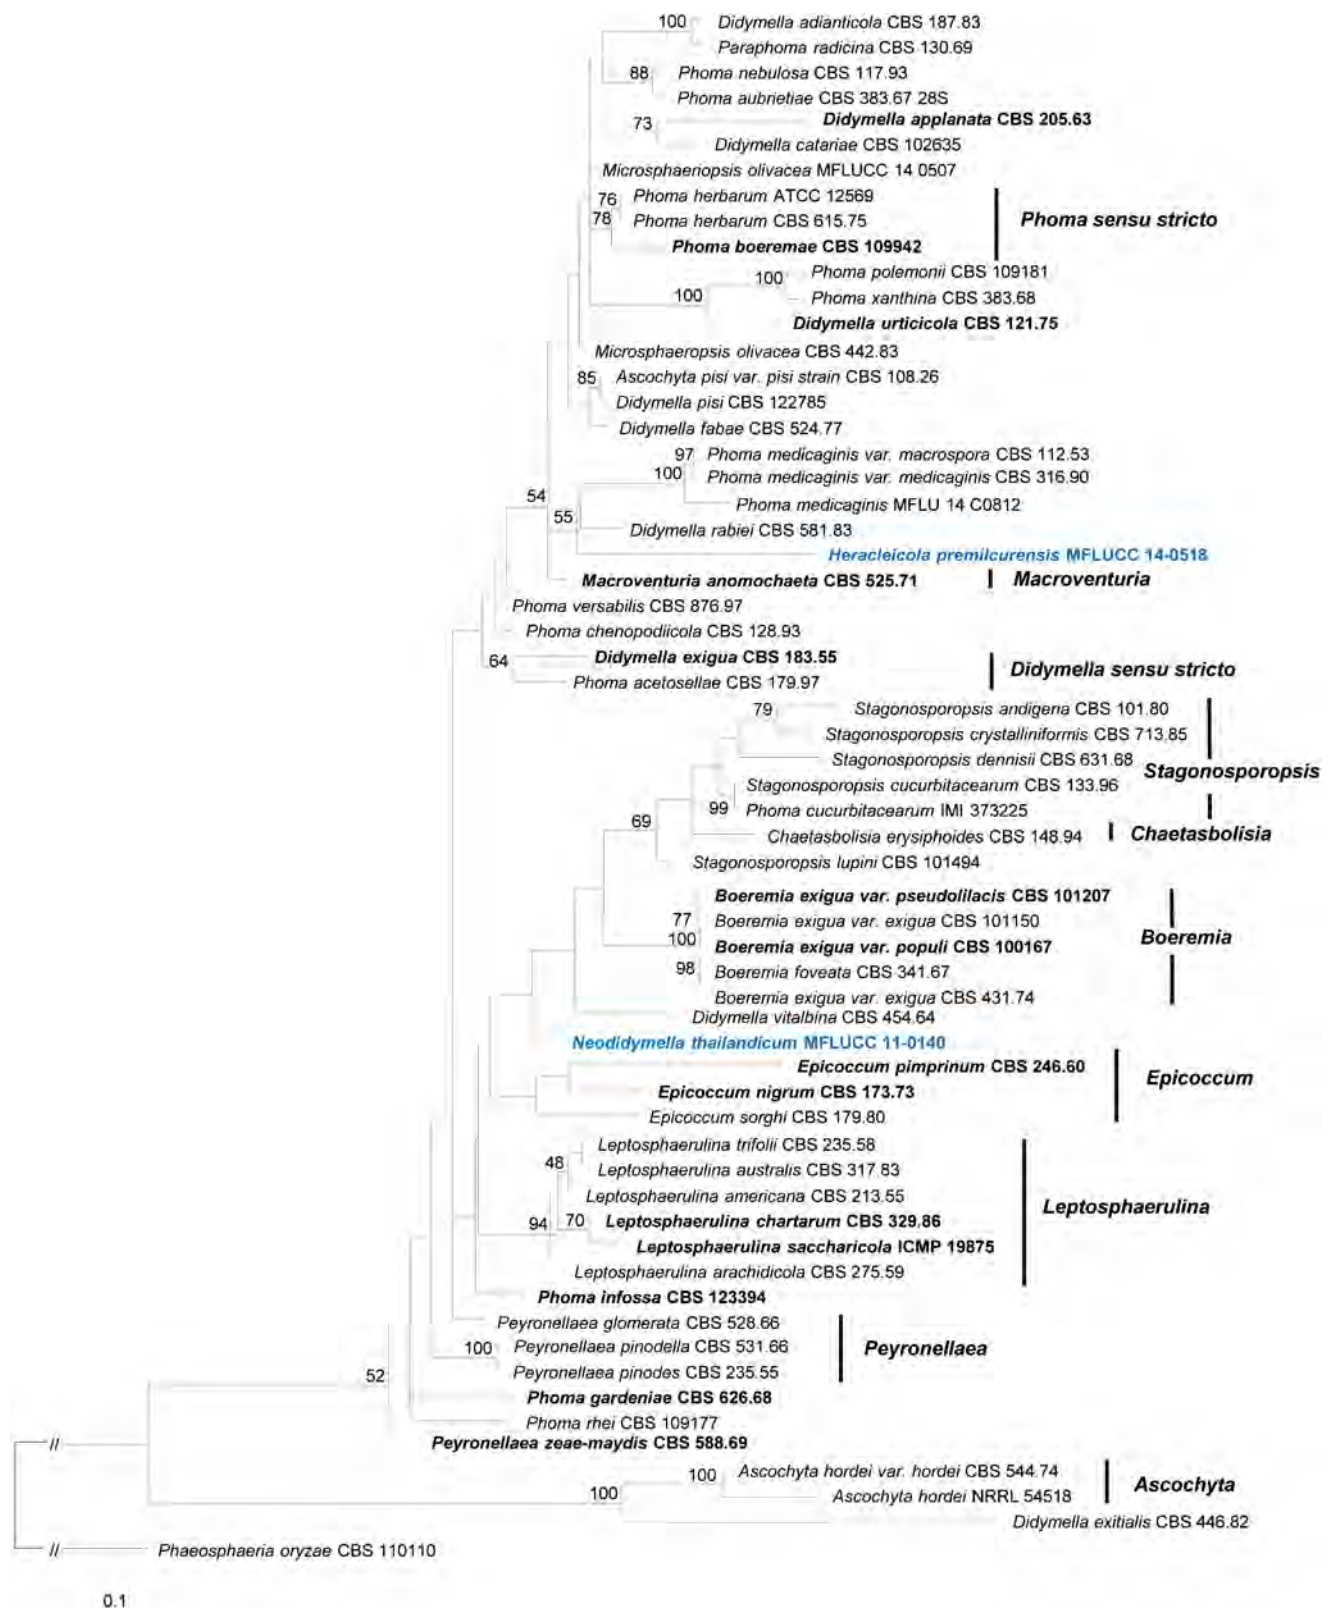 100 Didymella adianticola CBS 187.83
Paraphoma radicina CBS 130.69
88 Phoma nebulosa CBS 117.93
Phoma aubrietiae CBS 383.67 28S
Didymella applanata CBS 205.63
73
Didymella catariae CBS 102635
Microsphaeriopsis olivacea MFLUCC 14 0507
76 Phoma herbarum ATCC 12569
78 Phoma herbarum CBS 615.75
Phoma sensu stricto
Phoma boeremae CBS 109942
100 Phoma polemonii CBS 109181
100 Phoma xanthina CBS 383.68
Didymella urticicola CBS 121.75
Microsphaeropsis olivacea CBS 442.83
85 Ascochyta pisi var. pisi strain CBS 108.26
Didymella pisi CBS 122785
Didymella fabae CBS 524.77
97 Phoma medicaginis var. macrospora CBS 112.53
100 Phoma medicaginis var. medicaginis CBS 316.90
54 Phoma medicaginis MFLU 14 C0812
55 Didymella rabiei CBS 581.83
Heracleicola premilcurensis MFLUCC 14-0518
Macroventuria anomochaeta CBS 525.71 Macroventuria
Phoma versabilis CBS 876.97
Phoma chenopodiicola CBS 128.93
64 Didymella exigua CBS 183.55
Didymella sensu stricto
Phoma acetosellae CBS 179.97
79 Stagonosporopsis andigena CBS 101.80
Stagonosporopsis crystalliniformis CBS 713.85
Stagonosporopsis dennisii CBS 631.68
Stagonosporopsis
Stagonosporopsis cucurbitacearum CBS 133.96
99 Phoma cucurbitacearum IMI 373225
69
Chaetasbolisia erysiphoides CBS 148.94 Chaetasbolisia
Stagonosporopsis lupini CBS 101494
Boeremia exigua var. pseudolilacis CBS 101207
77 Boeremia exigua var. exigua CBS 101150
Boeremia
100 Boeremia exigua var. populi CBS 100167
98 Boeremia foveata CBS 341.67
Boeremia exigua var. exigua CBS 431.74
Didymella vitalbina CBS 454.64
Neodidymella thailandicum MFLUCC 11-0140
Epicoccum pimprinum CBS 246.60
Epicoccum
Epicoccum nigrum CBS 173.73
Epicoccum sorghi CBS 179.80
Leptosphaerulina trifolii CBS 235.58
48 Leptosphaerulina australis CBS 317.83
Leptosphaerulina americana CBS 213.55
Leptosphaerulina
94 70 Leptosphaerulina chartarum CBS 329.86
Leptosphaerulina saccharicola ICMP 19875
Leptosphaerulina arachidicola CBS 275.59
Phoma infossa CBS 123394
Peyronellaea glomerata CBS 528.66
100 Peyronellaea pinodella CBS 531.66 Peyronellaea
52 Peyronellaea pinodes CBS 235.55
Phoma gardeniae CBS 626.68
Phoma rhei CBS 109177
// Peyronellaea zeae-maydis CBS 588.69
100 Ascochyta hordei var. hordei CBS 544.74
Ascochyta
100 Ascochyta hordei NRRL 54518
Didymella exitialis CBS 446.82
// Phaeosphaeria oryzae CBS 110110
0.1